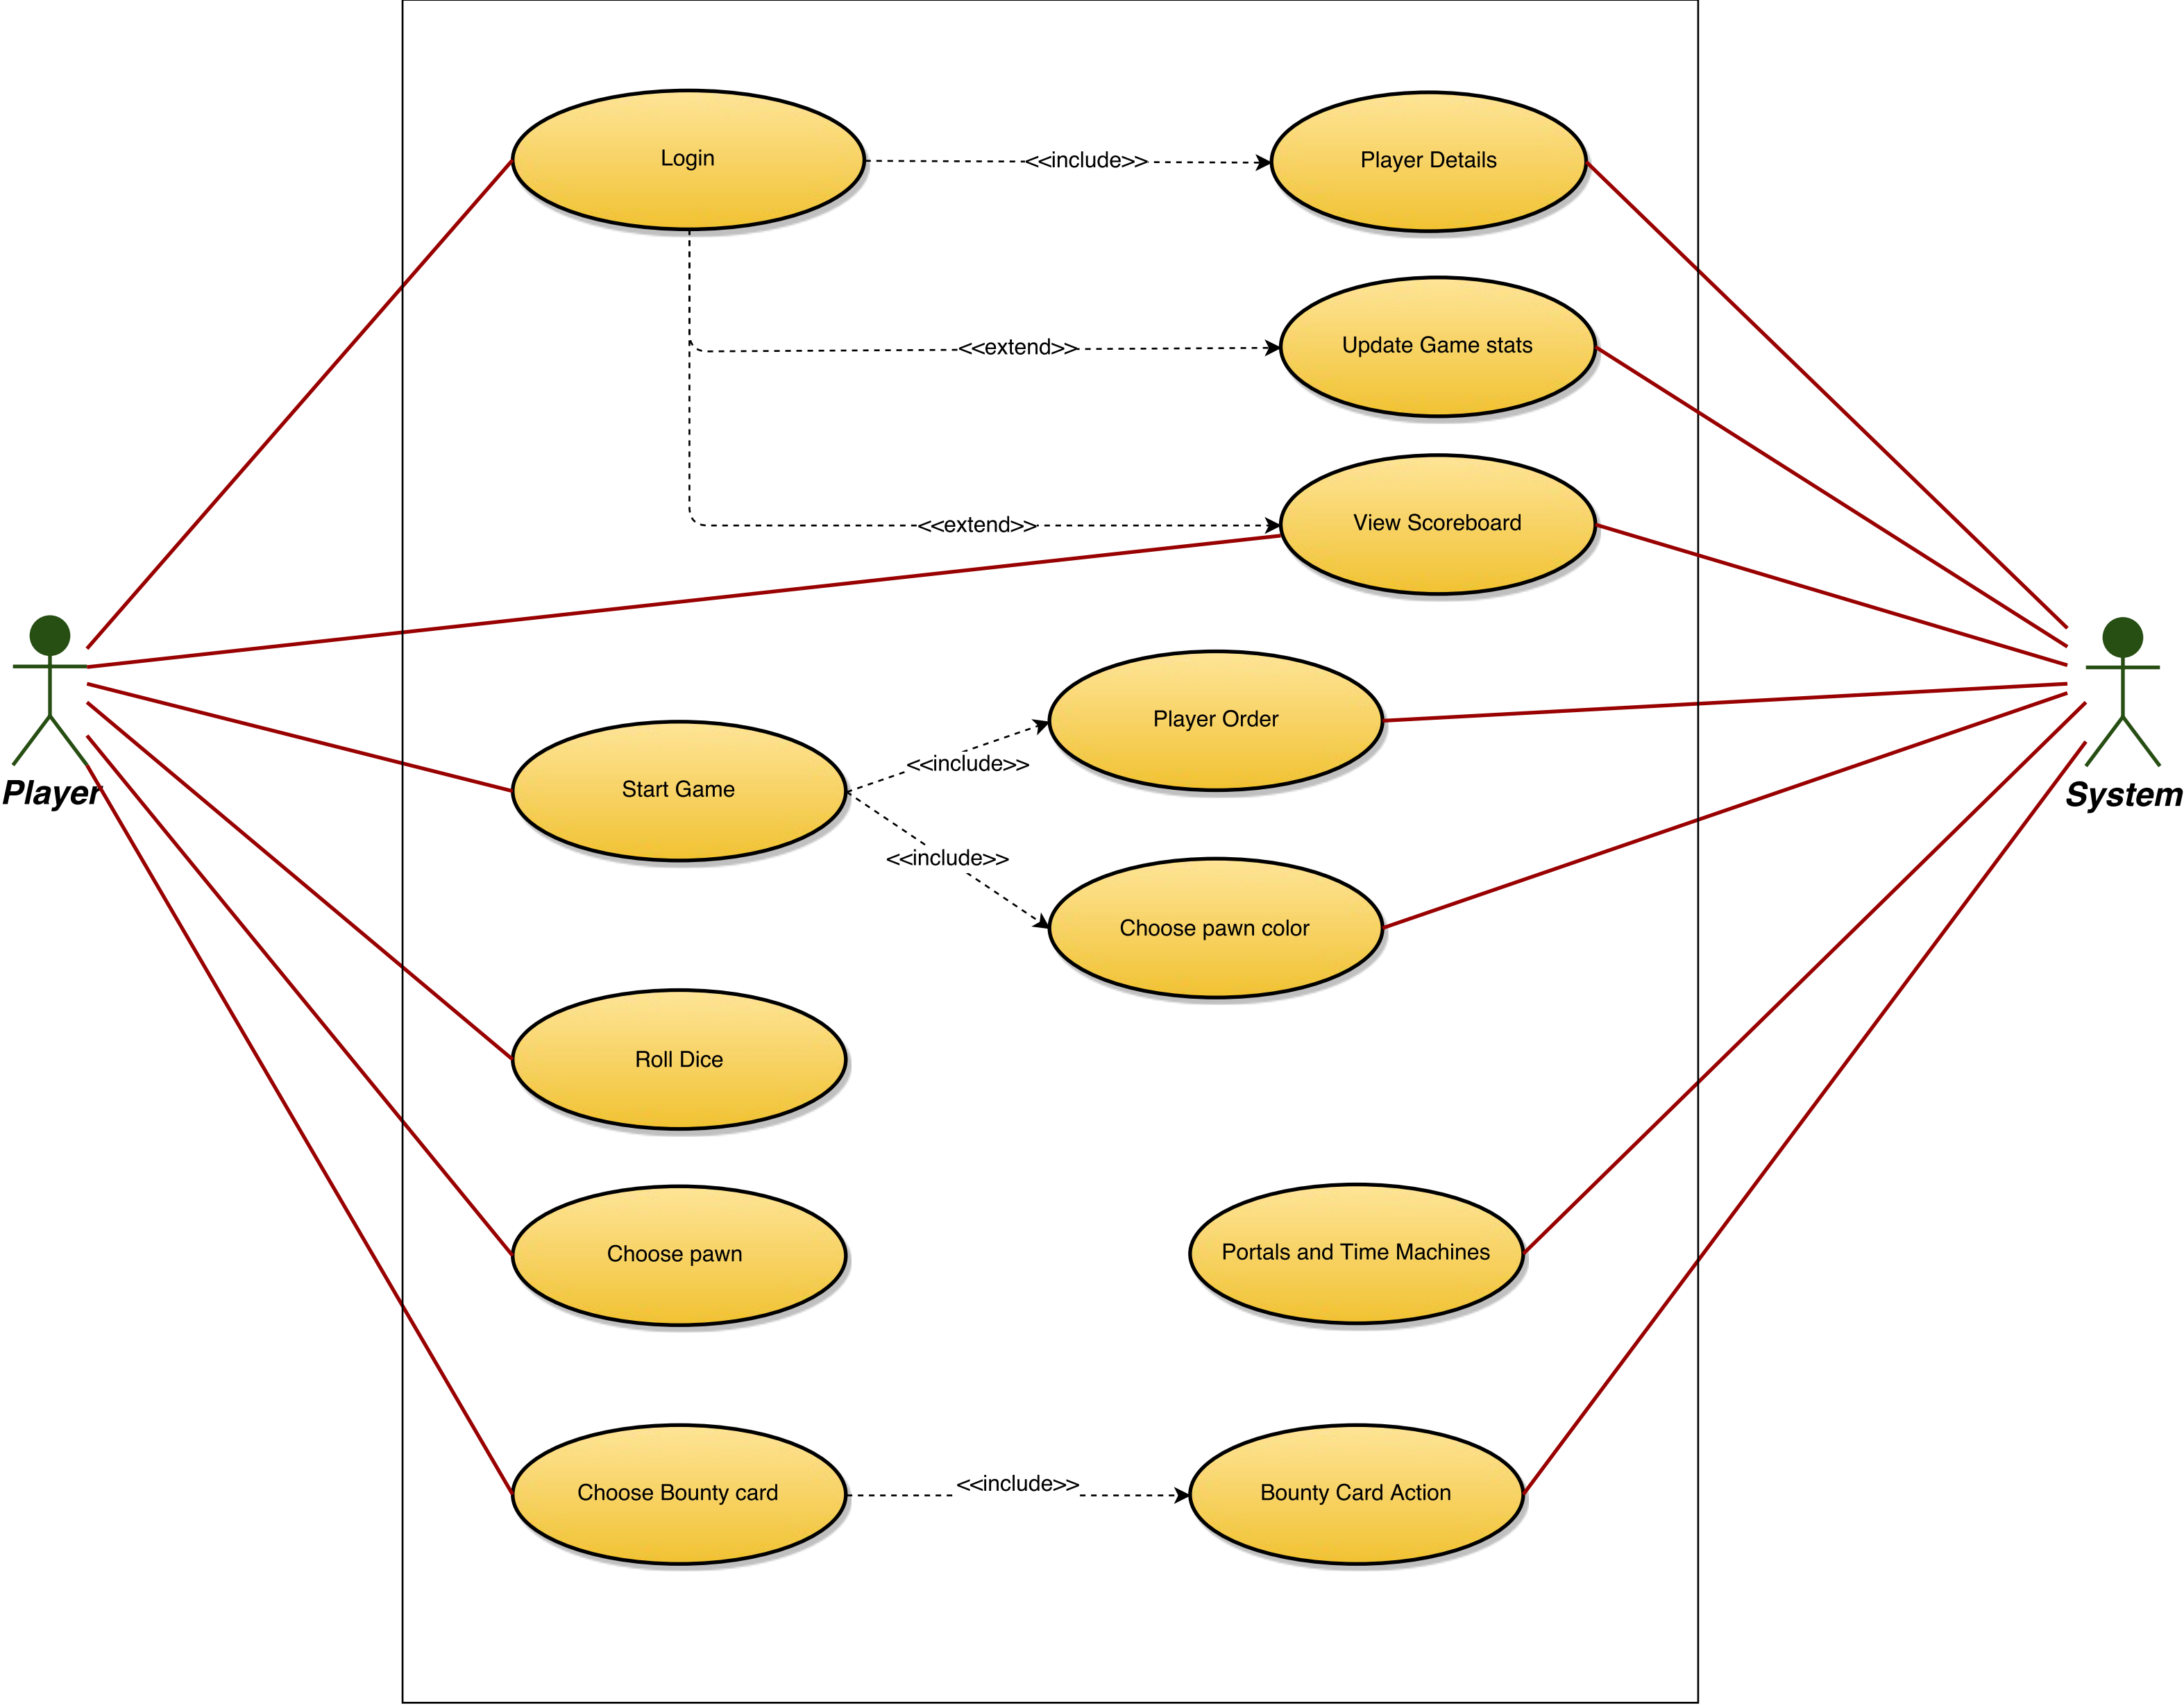 Login
<<include>>
Player Details
<<extend>>
Update Game stats
<<extend>>
View Scoreboard
Player
System
Player Order
<<include>>
Start Game
<<include>>
Choose pawn color
Roll Dice
Choose pawn
Portals and Time Machines
Choose Bounty card
<<include>>
Bounty Card Action